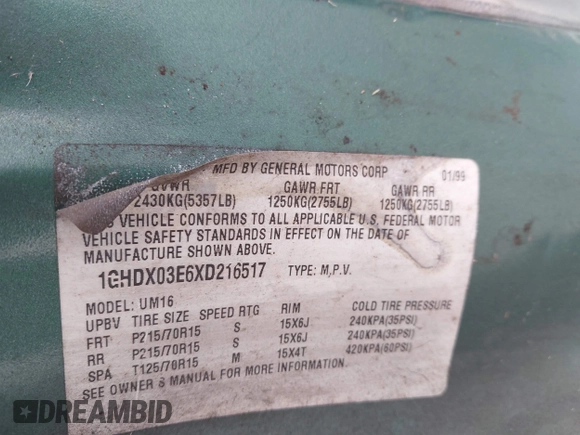 MFD BY GENERAL MOTORS CORP 01/99
GVWR GAWR FRT GAWR RR
2430KG(5357LB) 1250KG(2755LB) 1250KG(2755LB)
VEHICLE CONFORMS TO ALL APPLICABLE U.S. FEDERAL MOTOR
VEHICLE SAFETY STANDARDS IN EFFECT ON THE DATE OF
MANUFACTURE SHOWN ABOVE.
1GHDX03E6XD216517 TYPE: M.P.V.
MODEL: UM16
UPBV TIRE SIZE SPEED RTG RIM COLD TIRE PRESSURE
FRT P215/70R15 S 15X6J 240KPA(35PSI)
RR P215/70R15 S 15X6J 240KPA(35PSI)
SPA T125/70R15 M 15X4T 420KPA(60PSI)
SEE OWNER'S MANUAL FOR ADDITIONAL INFORMATION
DREAMBID